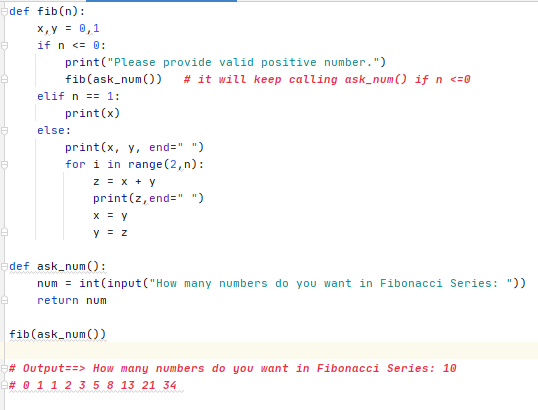 def fib(n):
    x,y = 0,1
    if n <= 0:
        print("Please provide valid positive number.")
        fib(ask_num())   # it will keep calling ask_num() if n <=0
    elif n == 1:
        print(x)
    else:
        print(x, y, end=" ")
        for i in range(2,n):
            z = x + y
            print(z,end=" ")
            x = y
            y = z

def ask_num():
    num = int(input("How many numbers do you want in Fibonacci Series: "))
    return num

fib(ask_num())

# Output==> How many numbers do you want in Fibonacci Series: 10
# 0 1 1 2 3 5 8 13 21 34